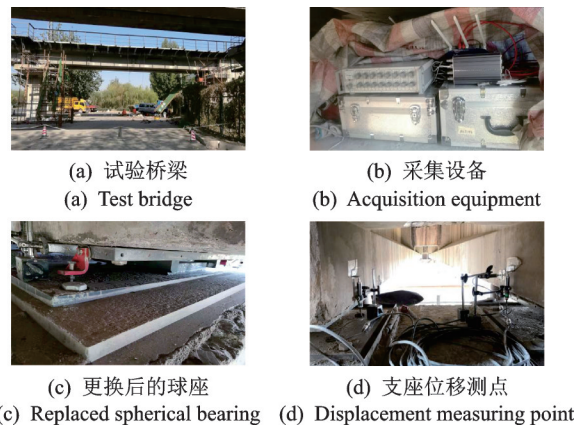 (a) 试验桥梁
(a) Test bridge
(b) 采集设备
(b) Acquisition equipment
(c) 更换后的球座
(c) Replaced spherical bearing
(d) 支座位移测点
(d) Displacement measuring point